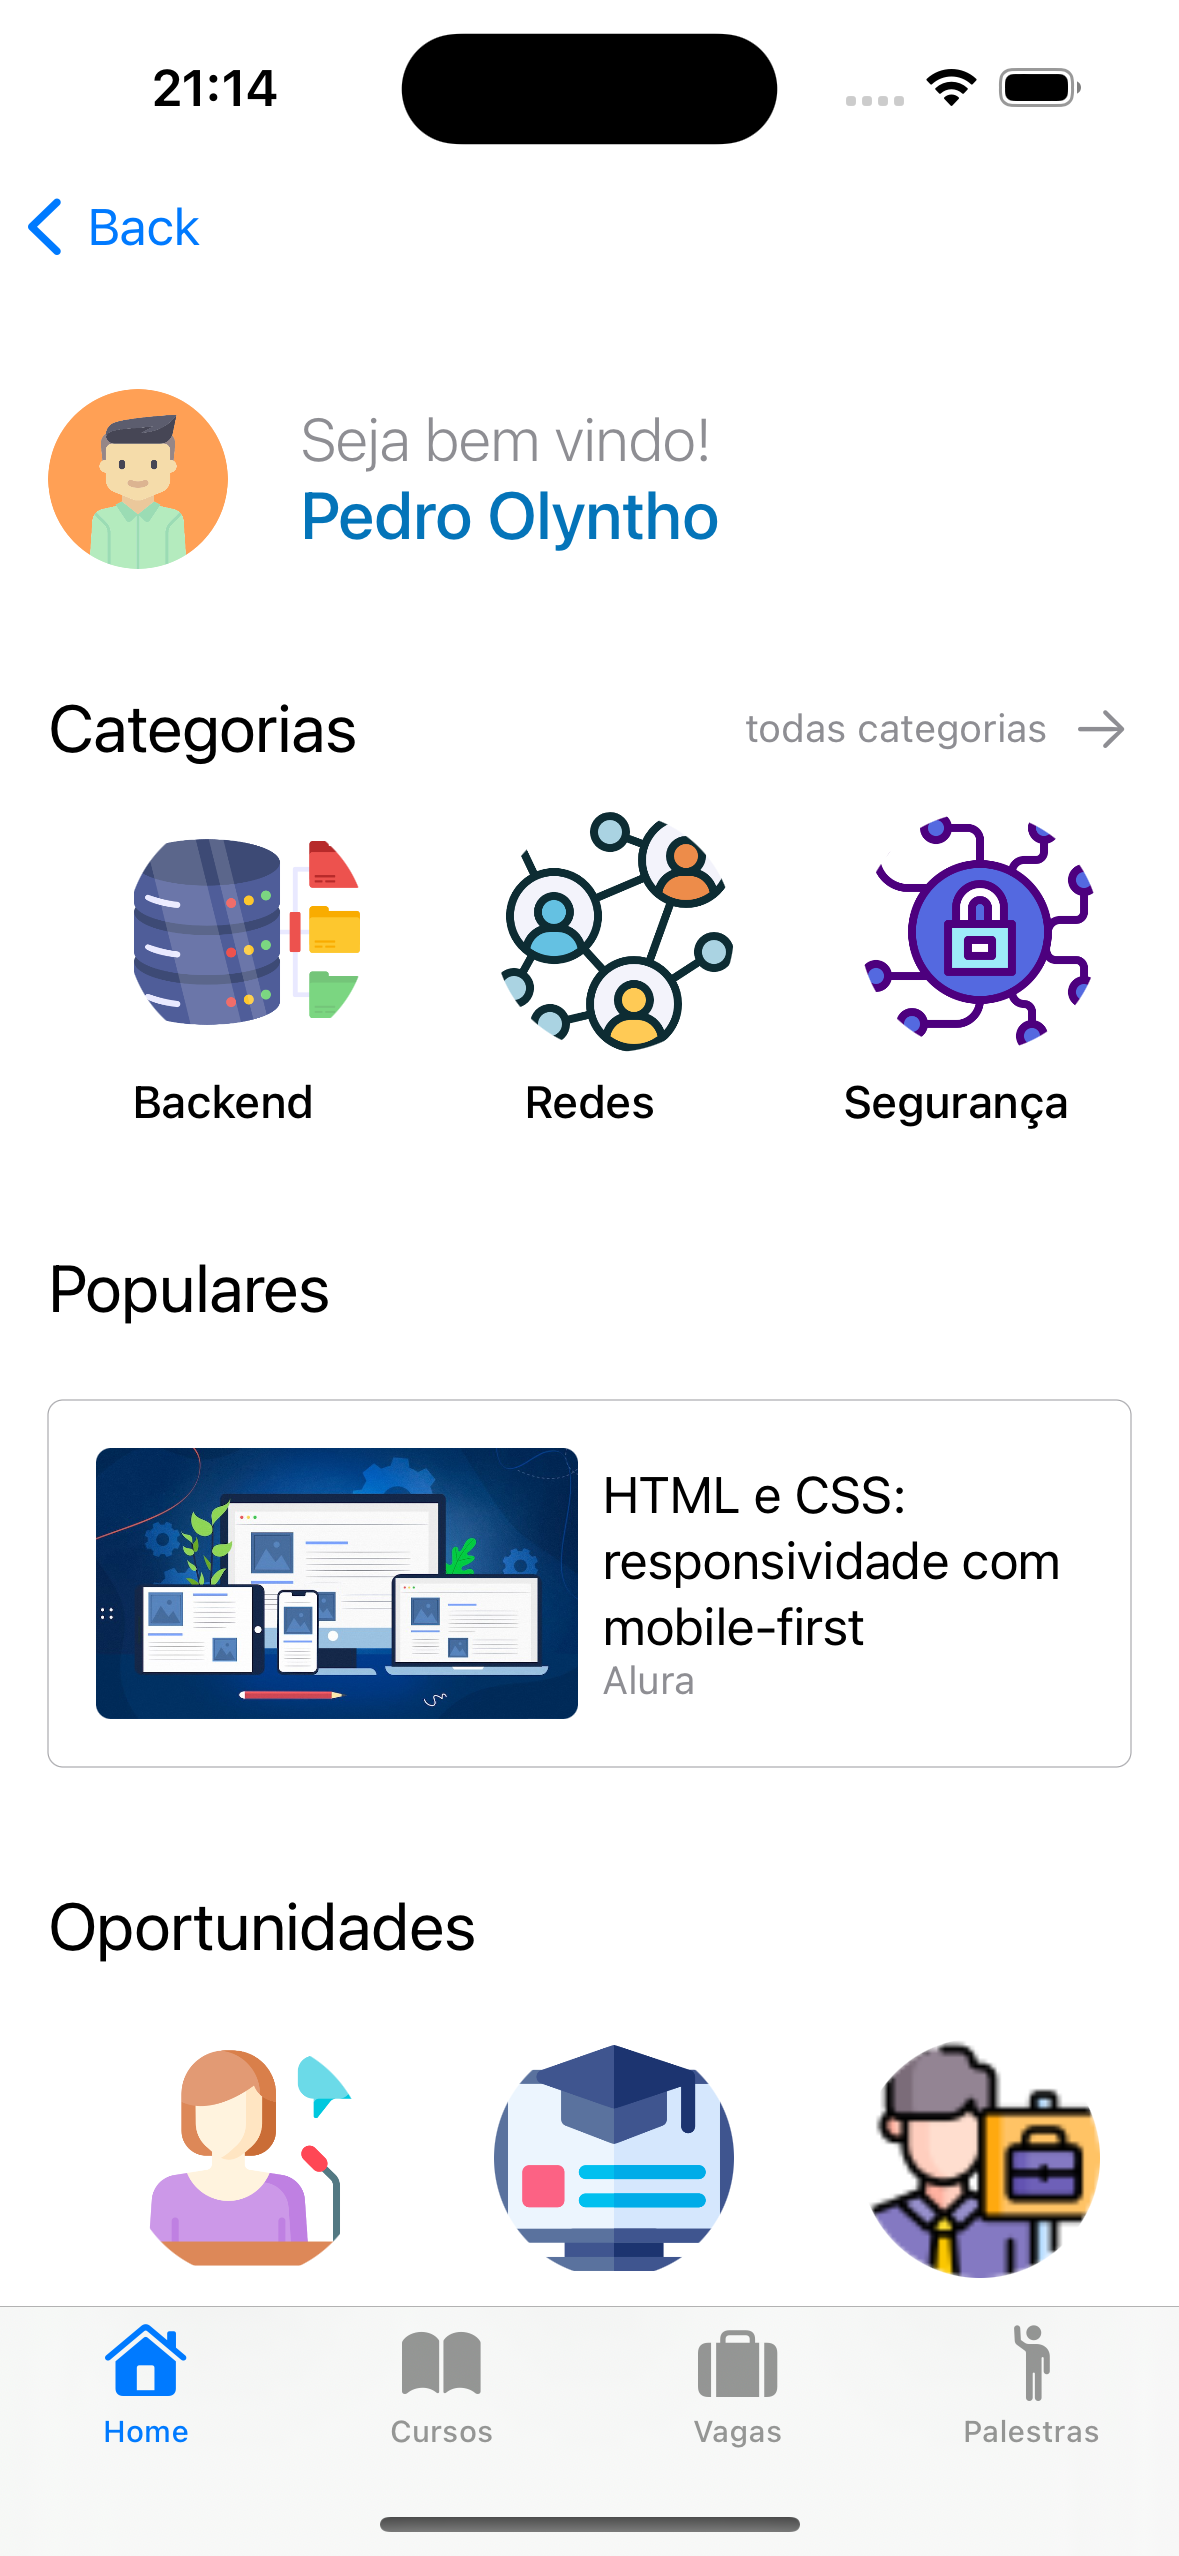 21:14
Back
Seja bem vindo!
Pedro Olyntho
Categorias
todas categorias
Backend
Redes
Segurança
Populares
HTML e CSS:
responsividade com
mobile-first
Alura
Oportunidades
Home
Cursos
Vagas
Palestras